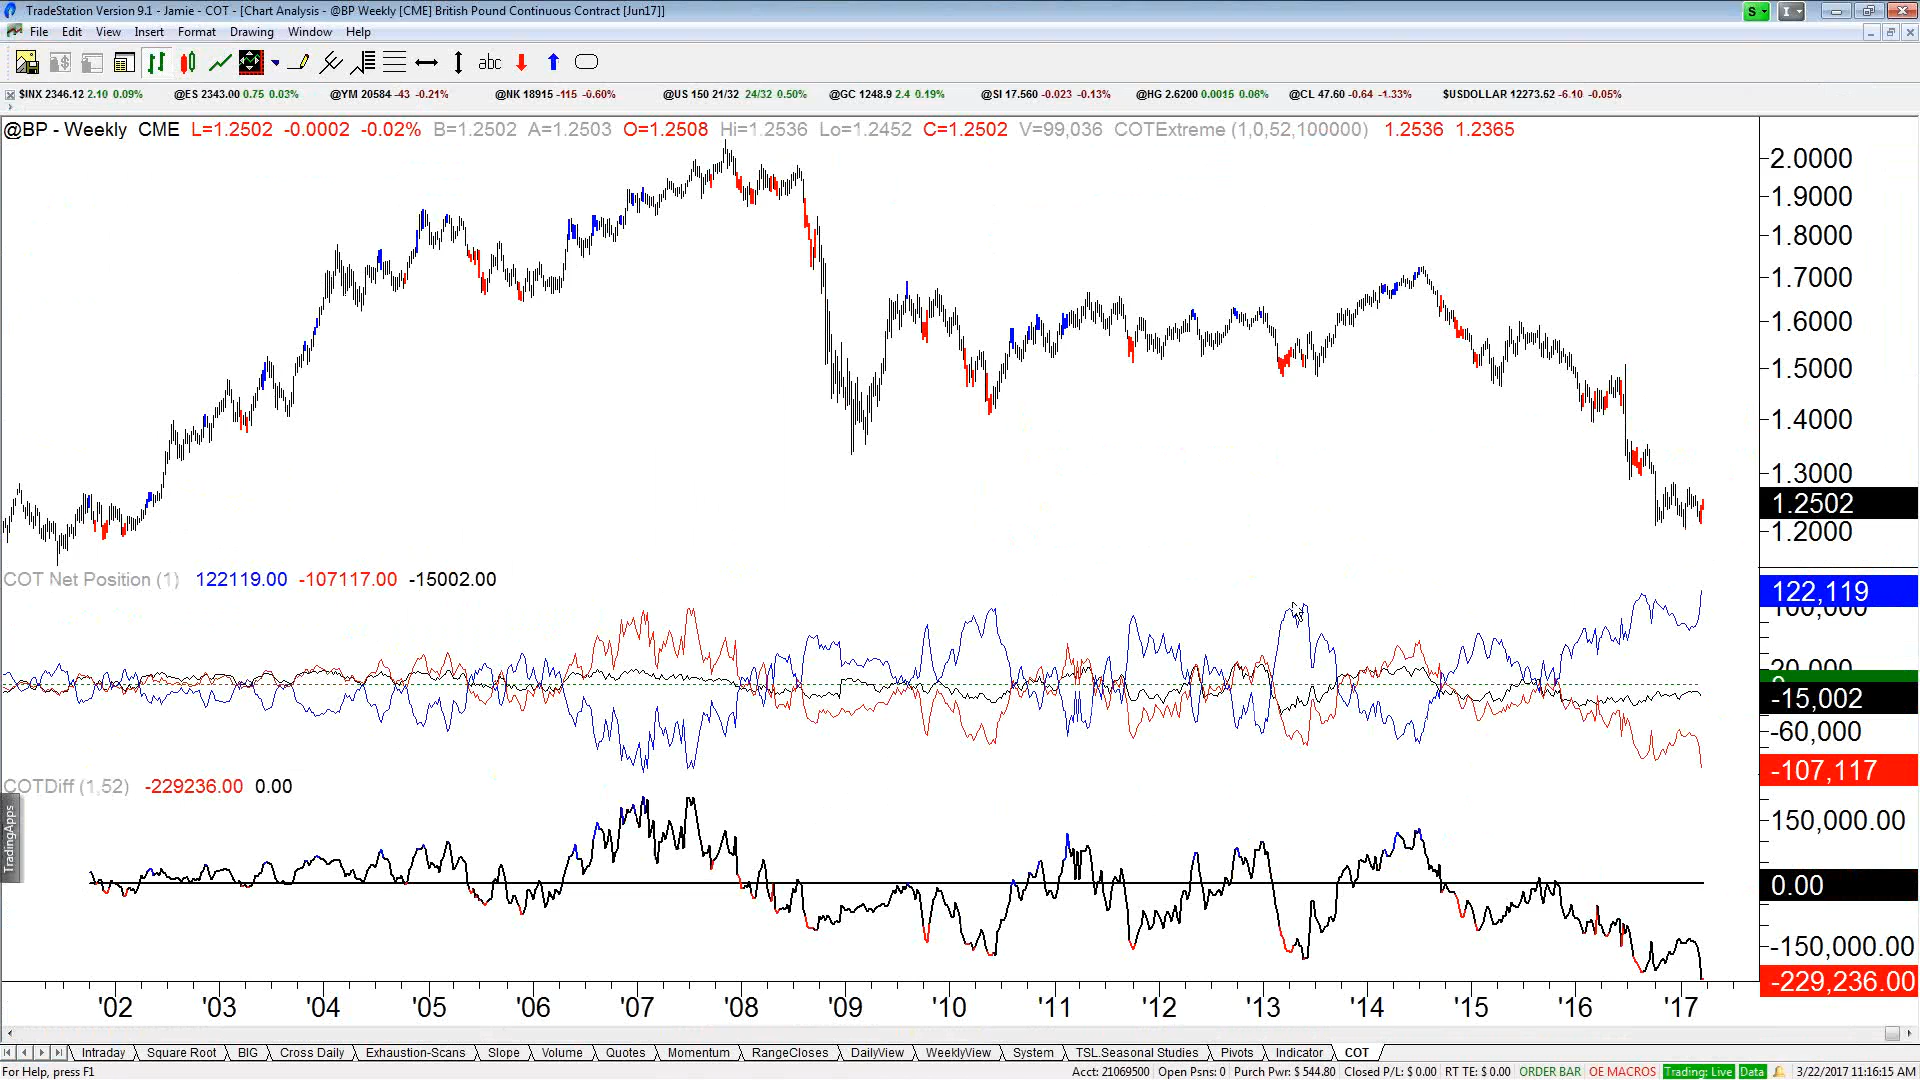 TradeStation Version 9.1 - Jamie - COT - [Chart Analysis - @BP Weekly [CME] British Pound Continuous Contract [Jun17]]
S
I
File Edit View Insert Format Drawing Window Help
abc
$INX 2346.12 2.10 0.09% @ES 2343.00 0.75 0.03% @YM 20584 -43 -0.21% @NK 18915 -115 -0.60% @US 150 21/32 24/32 0.50% @GC 1248.9 2.4 0.19% @SI 17.560 -0.023 -0.13% @HG 2.6200 0.0015 0.06% @CL 47.60 -0.64 -1.33% $USDOLLAR 12273.52 -6.10 -0.05%
@BP - Weekly CME L=1.2502 -0.0002 -0.02% B=1.2502 A=1.2503 O=1.2508 Hi=1.2536 Lo=1.2452 C=1.2502 V=99,036 COTExtreme (1,0,52,100000) 1.2536 1.2365
2.0000
1.9000
1.8000
1.7000
1.6000
1.5000
1.4000
1.3000
1.2502
1.2000
COT Net Position (1) 122119.00 -107117.00 -15002.00
122,119
100,000
20,000
-15,002
-60,000
-107,117
COTDiff (1,52) -229236.00 0.00
TradingApps
150,000.00
0.00
-150,000.00
-229,236.00
'02 '03 '04 '05 '06 '07 '08 '09 '10 '11 '12 '13 '14 '15 '16 '17
Intraday Square Root BIG Cross Daily Exhaustion-Scans Slope Volume Quotes Momentum RangeCloses DailyView WeeklyView System TSL.Seasonal Studies Pivots Indicator COT
For Help, press F1 Acct: 21069500 Open Psns: 0 Purch Pwr: $ 544.80 Closed P/L: $ 0.00 RT TE: $ 0.00 ORDER BAR OE MACROS Trading: Live Data 3/22/2017 11:16:15 AM